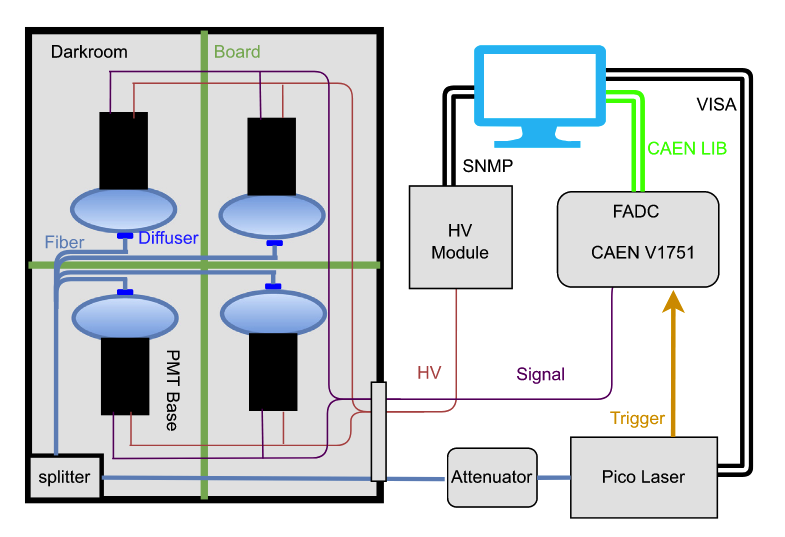 Darkroom
Board
VISA
CAEN LIB
SNMP
FADC
CAEN V1751
HV
Module
Fiber
Diffuser
PMT Base
HV
Signal
Trigger
splitter
Attenuator
Pico Laser